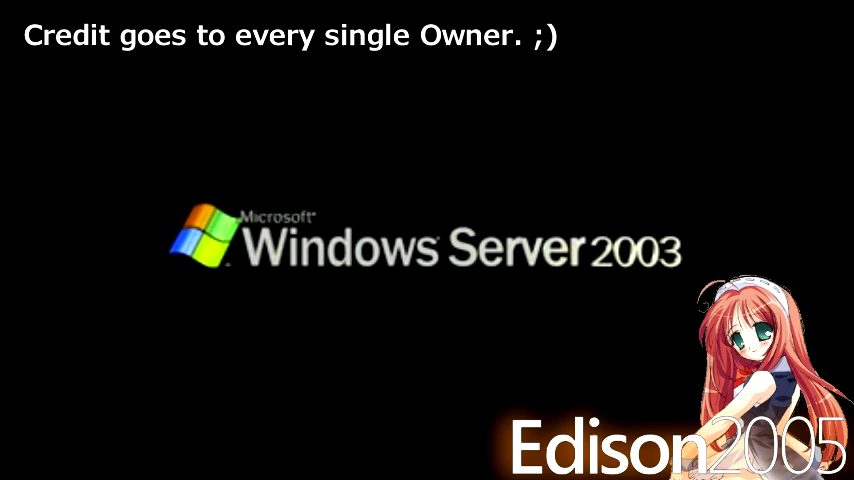 Credit goes to every single Owner. ;)
Microsoft®
Windows Server 2003
Edison2005